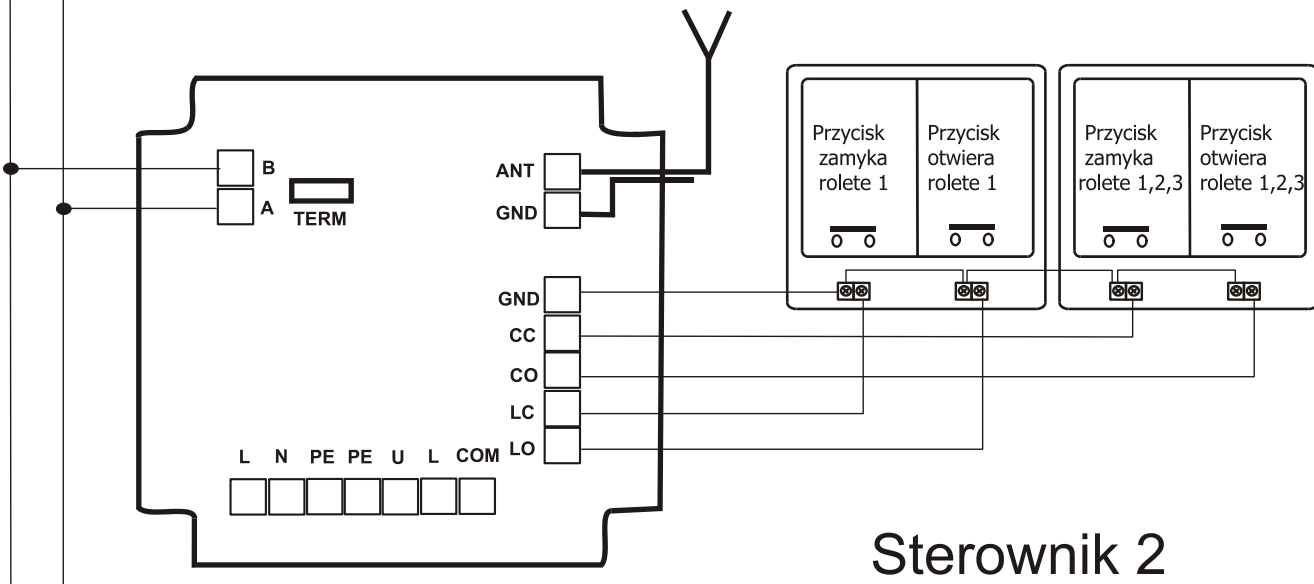 B
A
TERM
ANT
GND
GND
CC
CO
LC
LO
L N PE PE U L COM
Przycisk
zamyka
rolete 1
Przycisk
otwiera
rolete 1
Przycisk
zamyka
rolete 1,2,3
Przycisk
otwiera
rolete 1,2,3
Sterownik 2